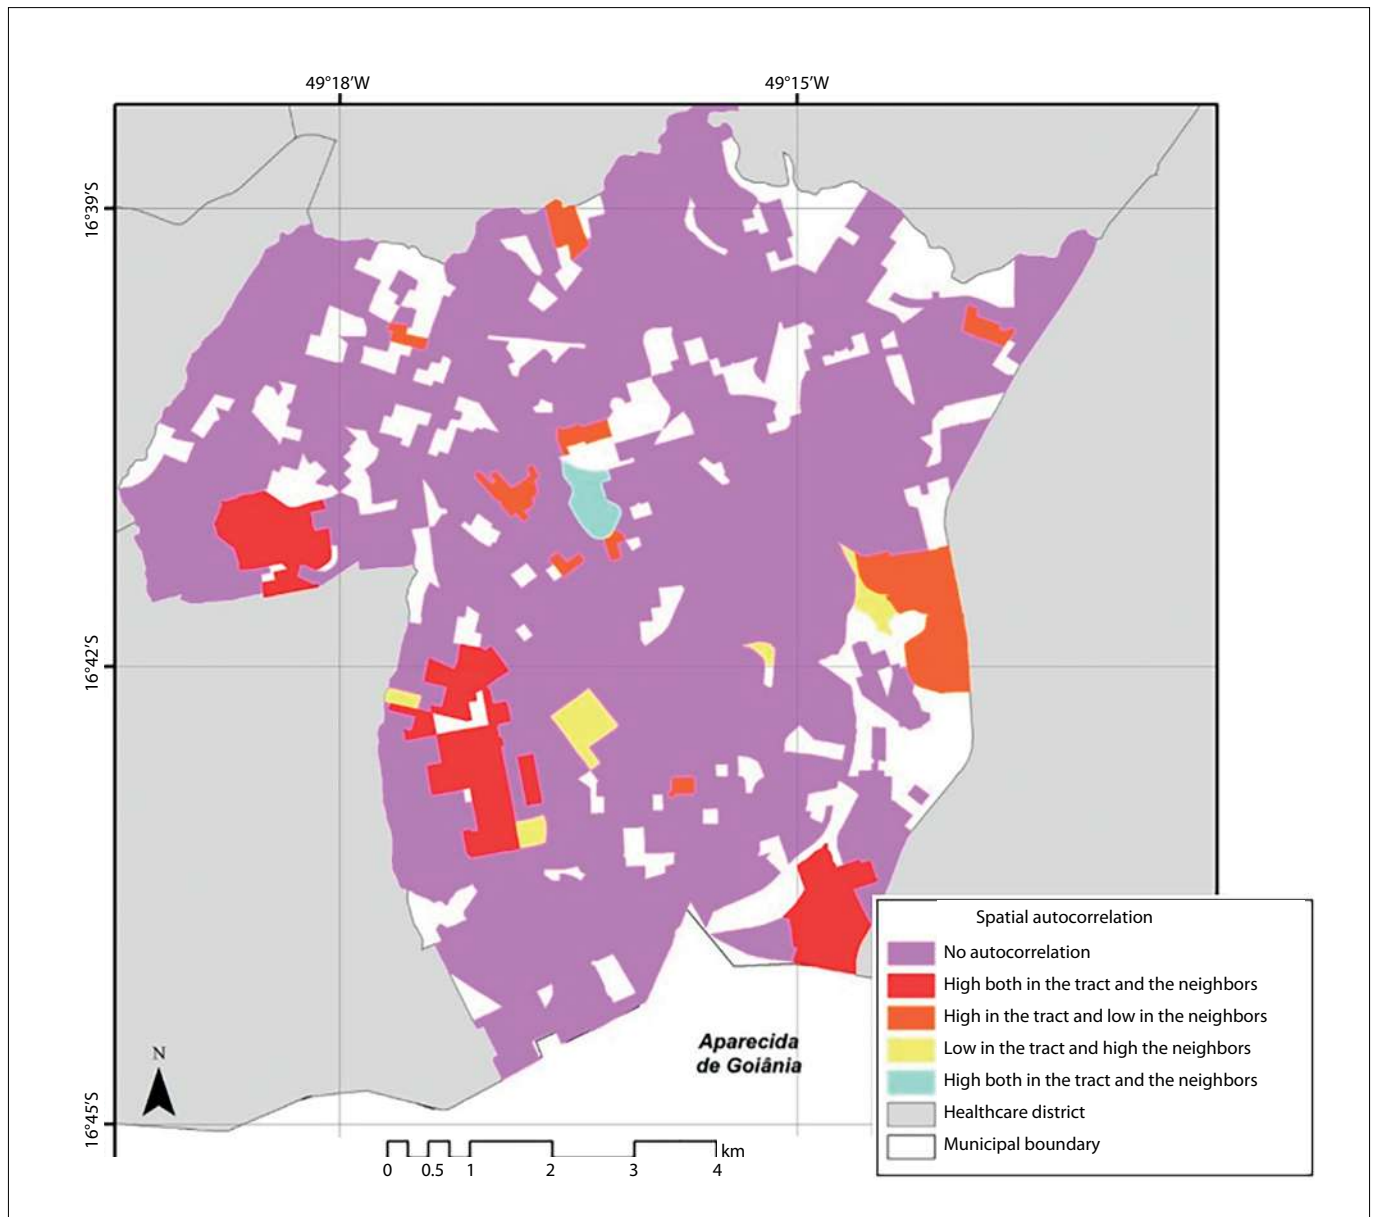 49°18'W
49°15'W
16°39'S
16°42'S
16°45'S
Spatial autocorrelation
No autocorrelation
High both in the tract and the neighbors
High in the tract and low in the neighbors
Low in the tract and high the neighbors
High both in the tract and the neighbors
Healthcare district
Municipal boundary
Aparecida
de Goiânia
N
km
0 0.5 1 2 3 4